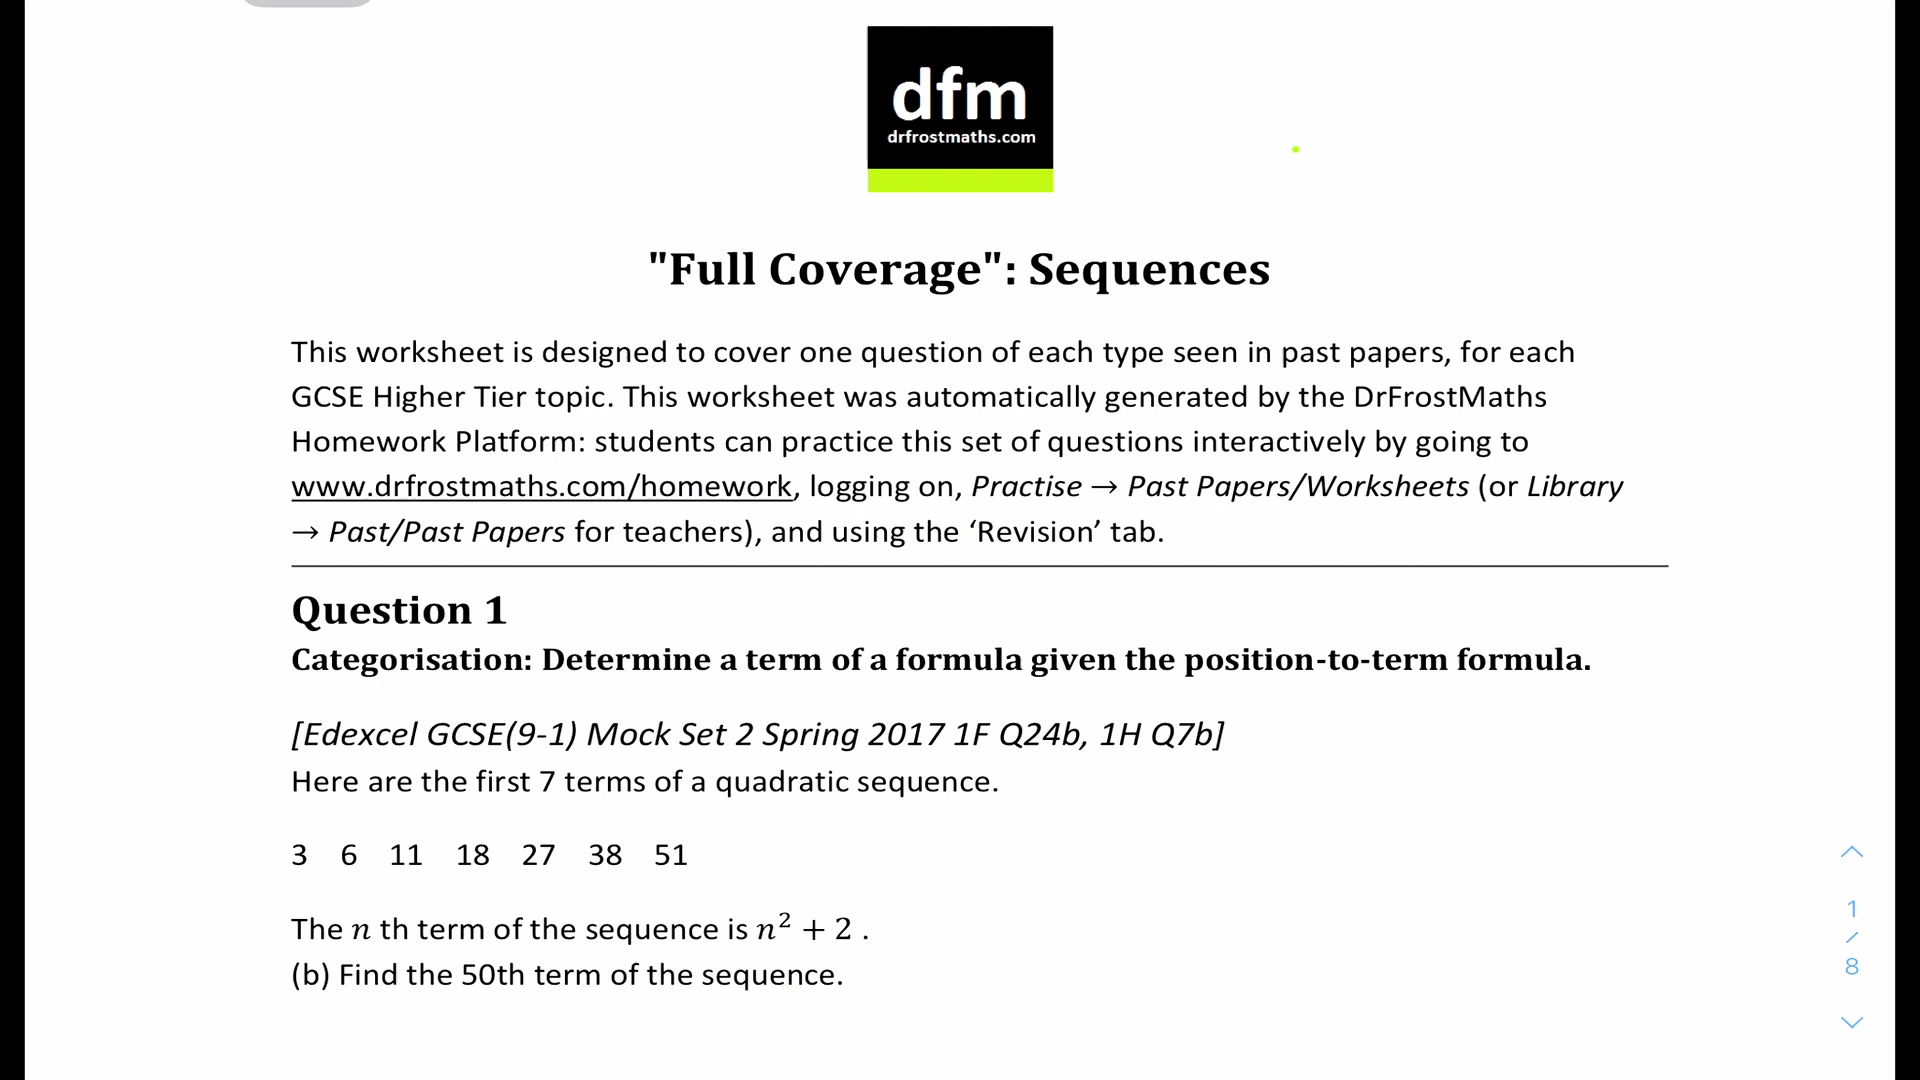 dfm
drfrostmaths.com
"Full Coverage": Sequences
This worksheet is designed to cover one question of each type seen in past papers, for each
GCSE Higher Tier topic. This worksheet was automatically generated by the DrFrostMaths
Homework Platform: students can practice this set of questions interactively by going to
www.drfrostmaths.com/homework, logging on, Practise → Past Papers/Worksheets (or Library
→ Past/Past Papers for teachers), and using the ‘Revision’ tab.
Question 1
Categorisation: Determine a term of a formula given the position-to-term formula.
[Edexcel GCSE(9-1) Mock Set 2 Spring 2017 1F Q24b, 1H Q7b]
Here are the first 7 terms of a quadratic sequence.
3 6 11 18 27 38 51
The n th term of the sequence is n² + 2 .
(b) Find the 50th term of the sequence.
1
/
8